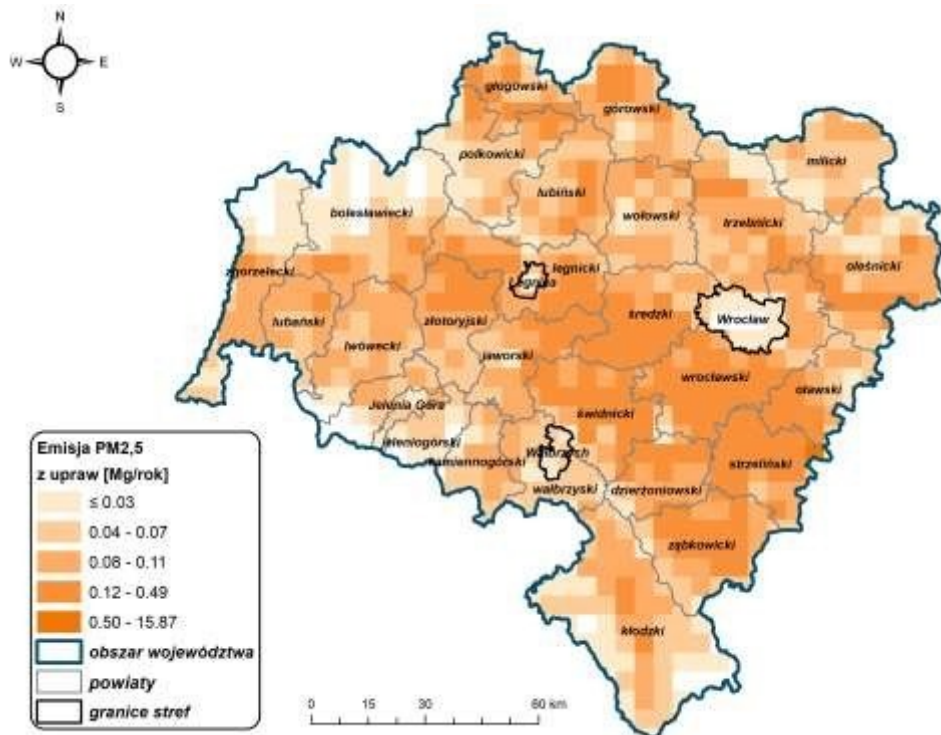 N
W E
S
głogowski
górowski
polkowicki
milicki
lubiński
bolesławiecki
wołowski
trzebnicki
zgorzelecki
legnicki
oleśnicki
Legnica
lubański
złotoryjski
średzki
Wrocław
lwówecki
jaworski
wrocławski
oławski
Jelenia Góra
świdnicki
jeleniogórski
Wałbrzych
kamiennogórski
strzeliński
wałbrzyski
dzierżoniowski
ząbkowicki
kłodzki
Emisja PM2,5
z upraw [Mg/rok]
≤ 0.03
0.04 - 0.07
0.08 - 0.11
0.12 - 0.49
0.50 - 15.87
obszar województwa
powiaty
granice stref
0 15 30 60 km